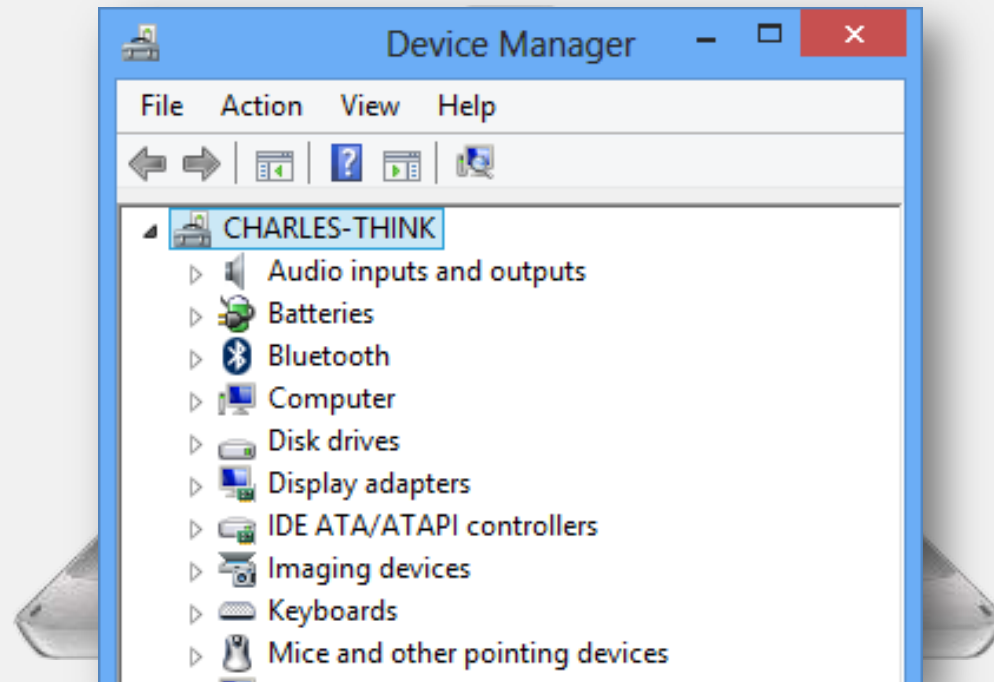 Device Manager
File Action View Help
CHARLES-THINK
Audio inputs and outputs
Batteries
Bluetooth
Computer
Disk drives
Display adapters
IDE ATA/ATAPI controllers
Imaging devices
Keyboards
Mice and other pointing devices